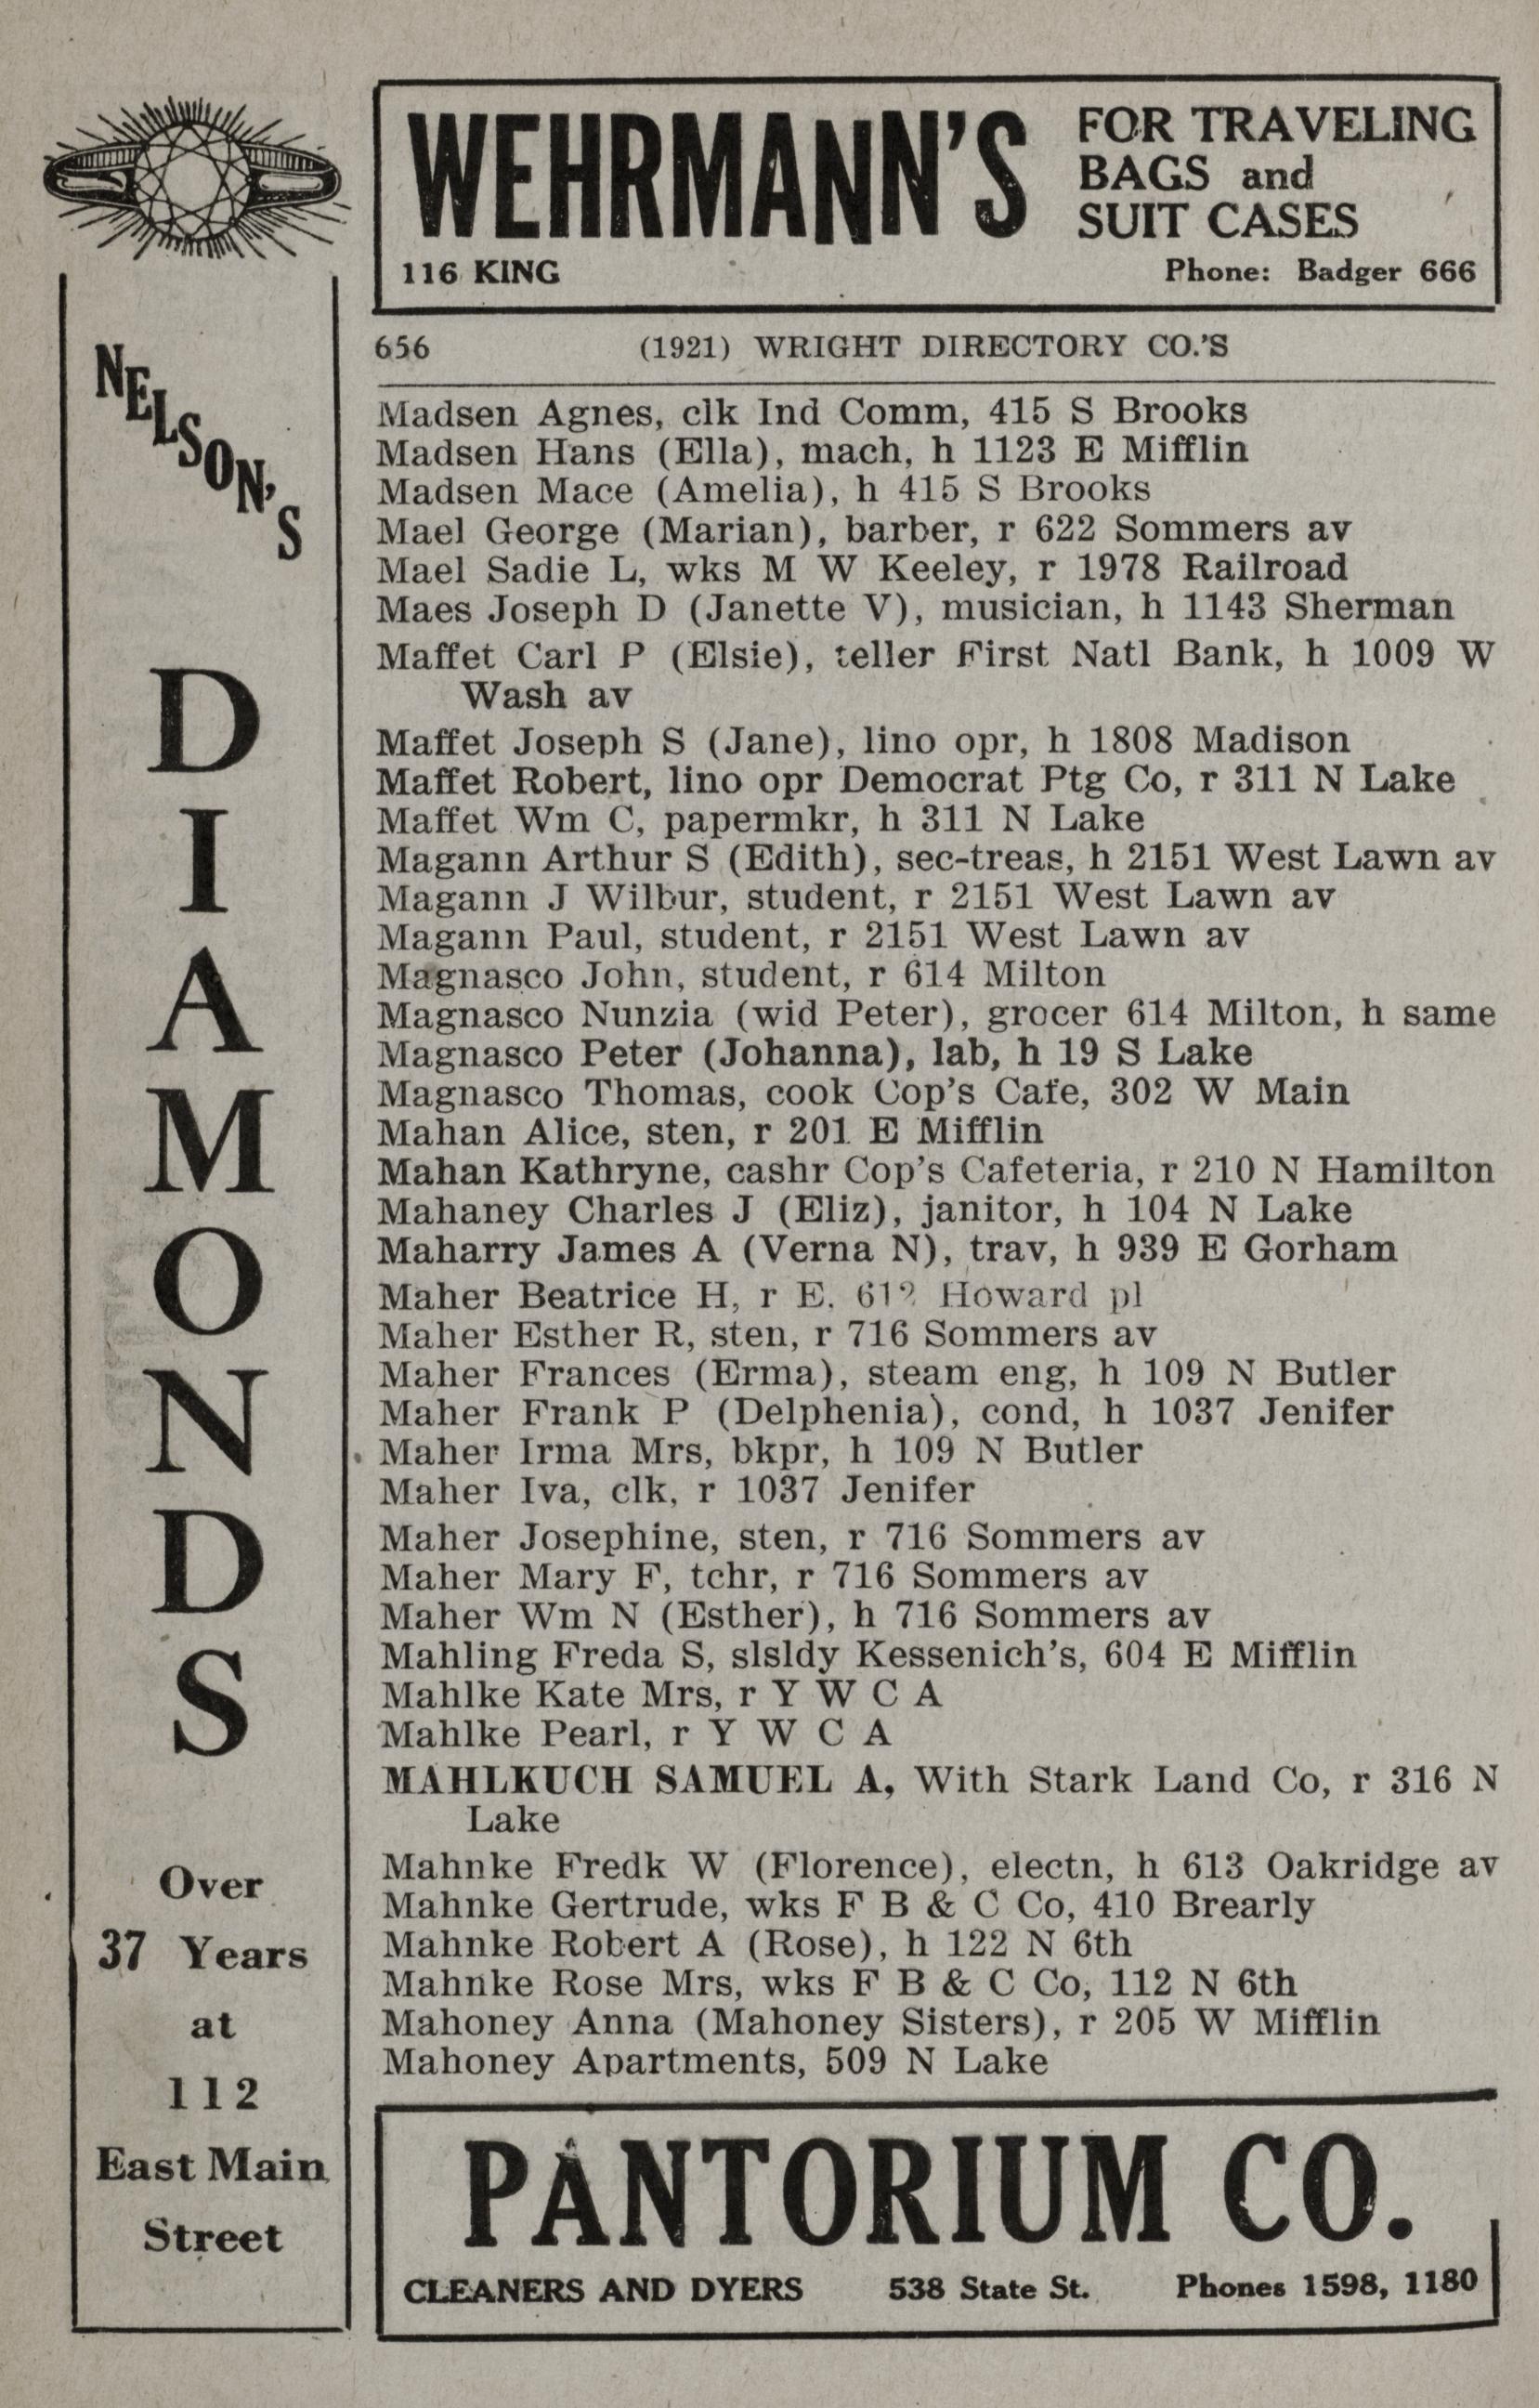 WEHRMANN'S
FOR TRAVELING
BAGS and
SUIT CASES
116 KING
Phone: Badger 666
NELSON'S
DIAMONDS
Over
37 Years
at
112
East Main
Street
656 (1921) WRIGHT DIRECTORY CO.'S
Madsen Agnes, clk Ind Comm, 415 S Brooks
Madsen Hans (Ella), mach, h 1123 E Mifflin
Madsen Mace (Amelia), h 415 S Brooks
Mael George (Marian), barber, r 622 Sommers av
Mael Sadie L, wks M W Keeley, r 1978 Railroad
Maes Joseph D (Janette V), musician, h 1143 Sherman
Maffet Carl P (Elsie), teller First Natl Bank, h 1009 W
Wash av
Maffet Joseph S (Jane), lino opr, h 1808 Madison
Maffet Robert, lino opr Democrat Ptg Co, r 311 N Lake
Maffet Wm C, papermkr, h 311 N Lake
Magann Arthur S (Edith), sec-treas, h 2151 West Lawn av
Magann J Wilbur, student, r 2151 West Lawn av
Magann Paul, student, r 2151 West Lawn av
Magnasco John, student, r 614 Milton
Magnasco Nunzia (wid Peter), grocer 614 Milton, h same
Magnasco Peter (Johanna), lab, h 19 S Lake
Magnasco Thomas, cook Cop's Cafe, 302 W Main
Mahan Alice, sten, r 201 E Mifflin
Mahan Kathryne, cashr Cop's Cafeteria, r 210 N Hamilton
Mahaney Charles J (Eliz), janitor, h 104 N Lake
Maharry James A (Verna N), trav, h 939 E Gorham
Maher Beatrice H, r E. 612 Howard pl
Maher Esther R, sten, r 716 Sommers av
Maher Frances (Erma), steam eng, h 109 N Butler
Maher Frank P (Delphenia), cond, h 1037 Jenifer
Maher Irma Mrs, bkpr, h 109 N Butler
Maher Iva, clk, r 1037 Jenifer
Maher Josephine, sten, r 716 Sommers av
Maher Mary F, tchr, r 716 Sommers av
Maher Wm N (Esther), h 716 Sommers av
Mahling Freda S, slsldy Kessenich's, 604 E Mifflin
Mahlke Kate Mrs, r Y W C A
Mahlke Pearl, r Y W C A
MAHLKUCH SAMUEL A, With Stark Land Co, r 316 N
Lake
Mahnke Fredk W (Florence), electn, h 613 Oakridge av
Mahnke Gertrude, wks F B & C Co, 410 Brearly
Mahnke Robert A (Rose), h 122 N 6th
Mahnke Rose Mrs, wks F B & C Co, 112 N 6th
Mahoney Anna (Mahoney Sisters), r 205 W Mifflin
Mahoney Apartments, 509 N Lake
PANTORIUM CO.
CLEANERS AND DYERS 538 State St. Phones 1598, 1180